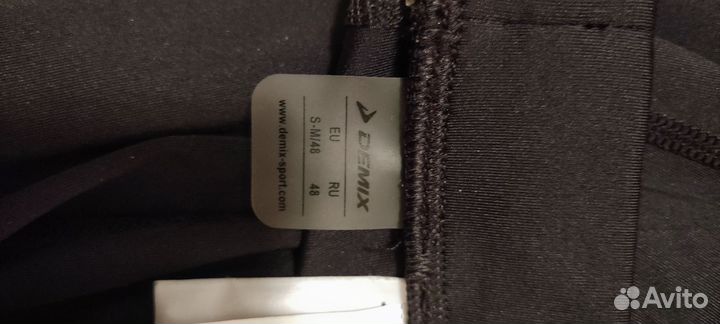 DEMIX
EU RU
S-M/48 48
www.demix-sport.com
Avito